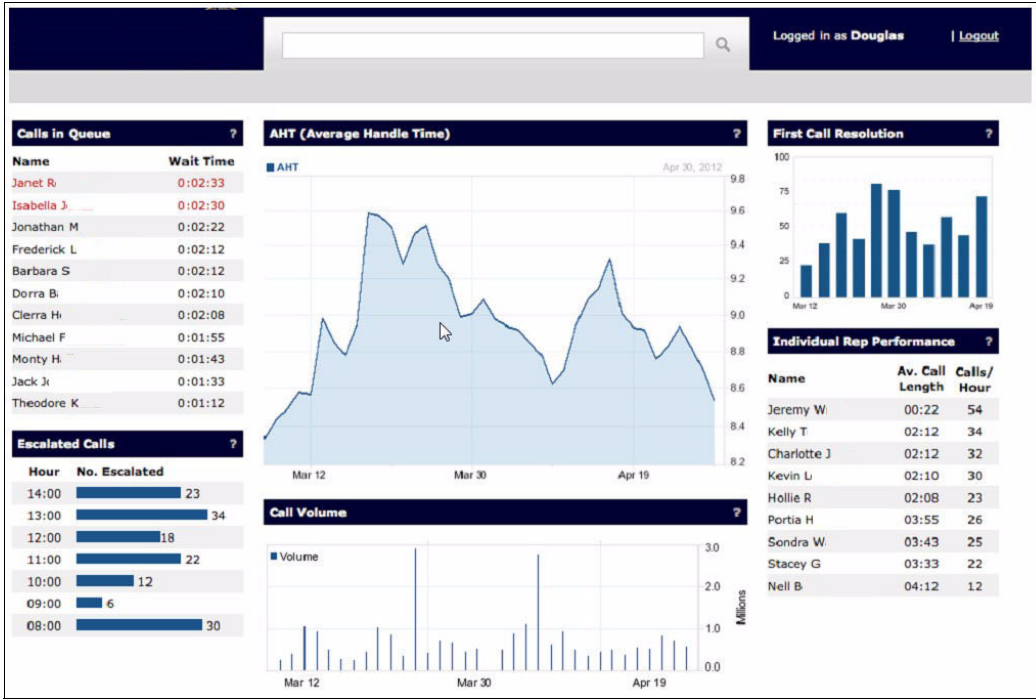 Logged in as Douglas | Logout
Calls in Queue ?
Name Wait Time
Janet R 0:02:33
Isabella J 0:02:30
Jonathan M 0:02:22
Frederick L 0:02:12
Barbara S 0:02:12
Dorra B 0:02:10
Clerra H 0:02:08
Michael F 0:01:55
Monty H 0:01:43
Jack J 0:01:33
Theodore K 0:01:12
Escalated Calls ?
Hour No. Escalated
14:00 23
13:00 34
12:00 18
11:00 22
10:00 12
09:00 6
08:00 30
AHT (Average Handle Time) ?
AHT Apr 30, 2012
9.8
9.6
9.4
9.2
9.0
8.8
8.6
8.4
8.2
Mar 12 Mar 30 Apr 19
Call Volume ?
Volume
3.0
2.0
1.0
0.0
Millions
Mar 12 Mar 30 Apr 19
First Call Resolution ?
100
75
50
25
0
Mar 12 Mar 30 Apr 19
Individual Rep Performance ?
Name Av. Call Length Calls/ Hour
Jeremy W 00:22 54
Kelly T 02:12 34
Charlotte J 02:12 32
Kevin L 02:10 30
Hollie R 02:08 23
Portia H 03:55 26
Sondra W 03:43 25
Stacey G 03:33 22
Nell B 04:12 12